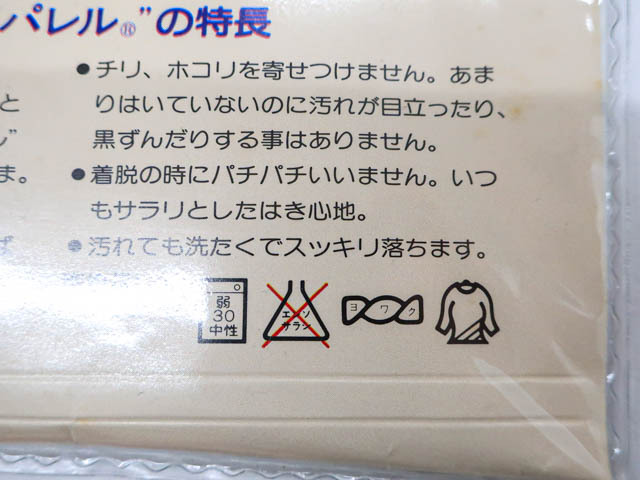 パレル®”の特長
●チリ、ホコリを寄せつけません。あま
りはいていないのに汚れが目立ったり、
黒ずんだりする事はありません。
●着脱の時にパチパチいいません。いつ
もサラリとしたはき心地。
●汚れても洗たくでスッキリ落ちます。
と
ル”
ま。
ば
弱
30
中性
エンソ
サラシ
ヨワク